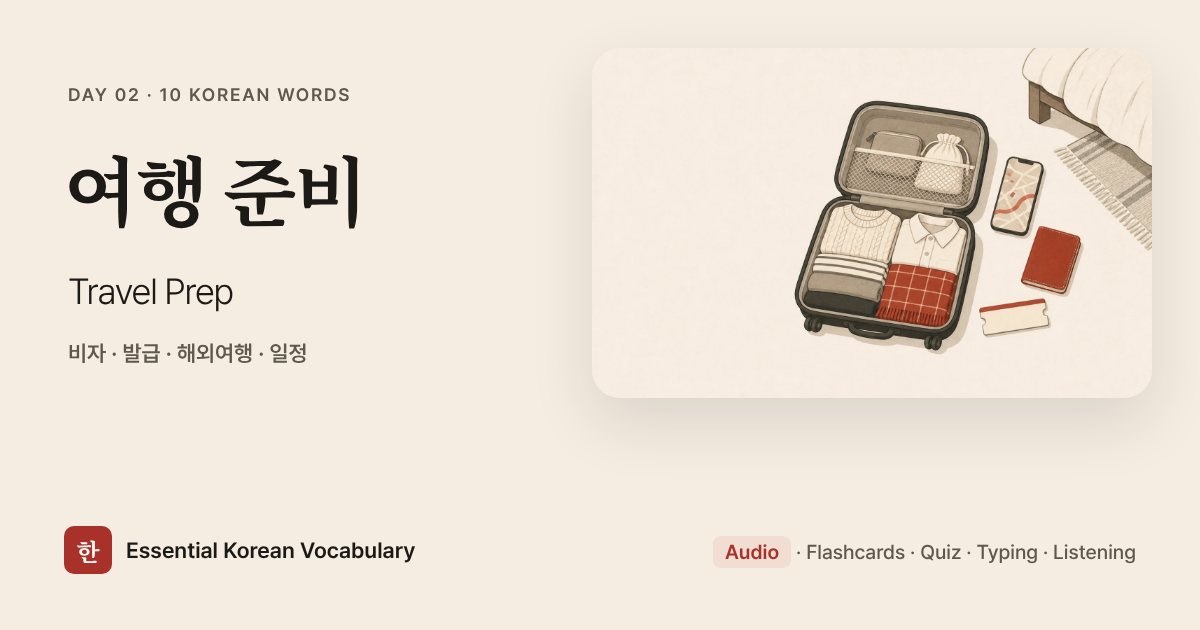 DAY 02 · 10 KOREAN WORDS
여행 준비
Travel Prep
비자 · 발급 · 해외여행 · 일정
한 Essential Korean Vocabulary
Audio · Flashcards · Quiz · Typing · Listening